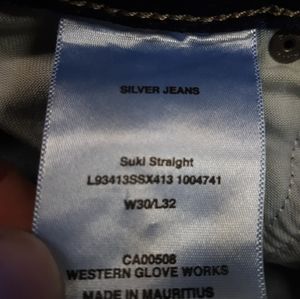 SILVER JEANS
Suki Straight
L93413SSX413 1004741
W30/L32
CA00508
WESTERN GLOVE WORKS
MADE IN MAURITIUS